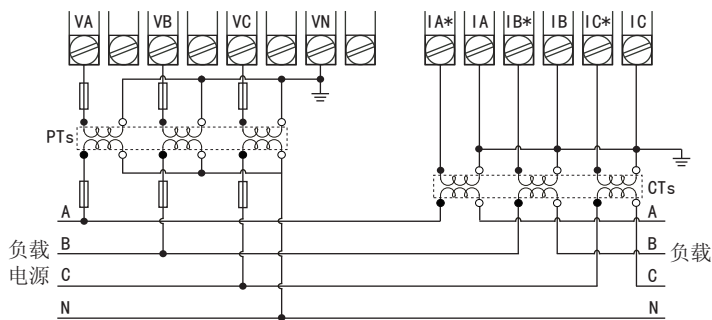 VA VB VC VN IA* IA IB* IB IC* IC
PTs
CTs
A A
负载 B B 负载
电源 C C
N N